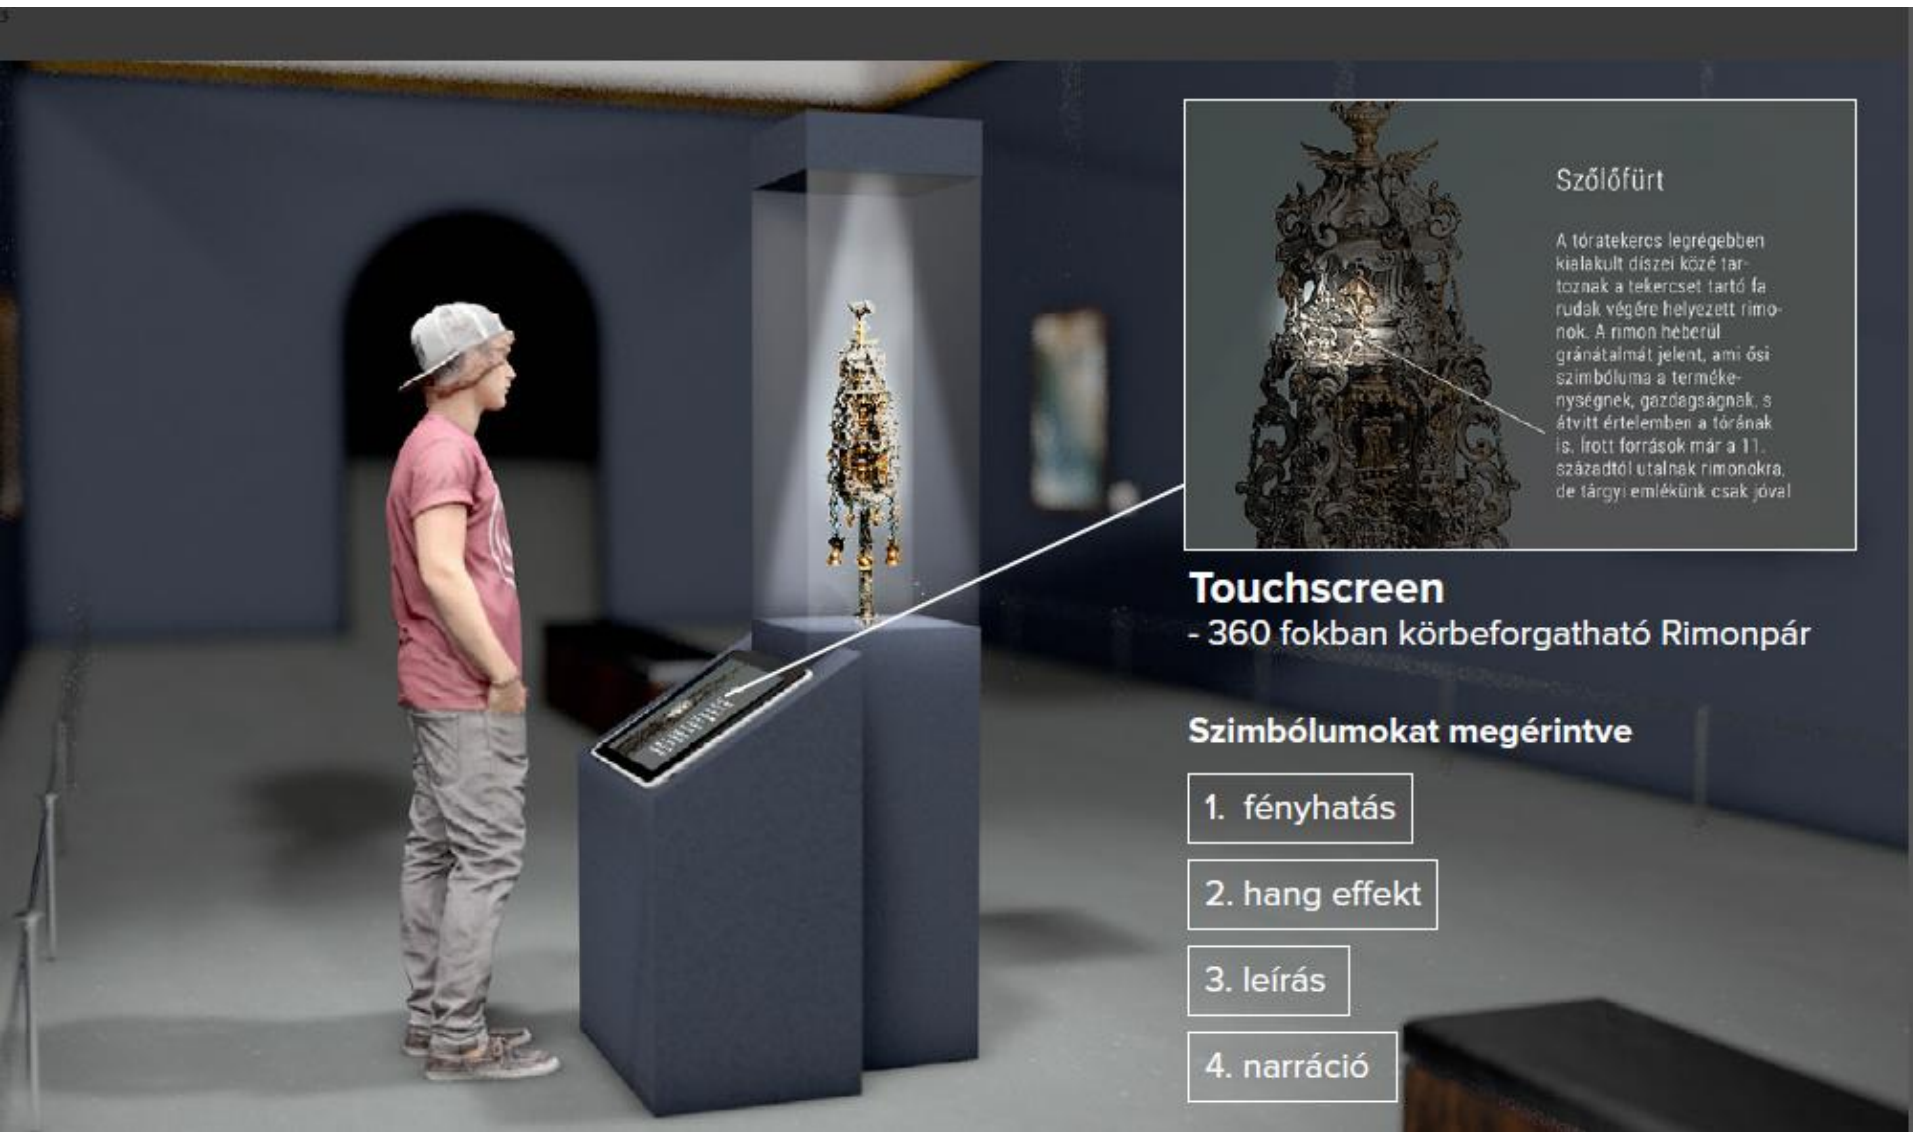 Szőlőfürt
A tóratekercs legrégebben
kialakult díszei közé tar-
toznak a tekercset tartó fa
rudak végére helyezett rimo-
nok. A rimon héberül
gránátalmát jelent, ami ősi
szimbóluma a terméke-
nységnek, gazdagságnak, s
átvitt értelemben a tórának
is. Írott források már a 11.
századtól utalnak rimonokra,
de tárgyi emlékünk csak jóval
Touchscreen
- 360 fokban körbeforgatható Rimonpár
Szimbólumokat megérintve
1. fényhatás
2. hang effekt
3. leírás
4. narráció